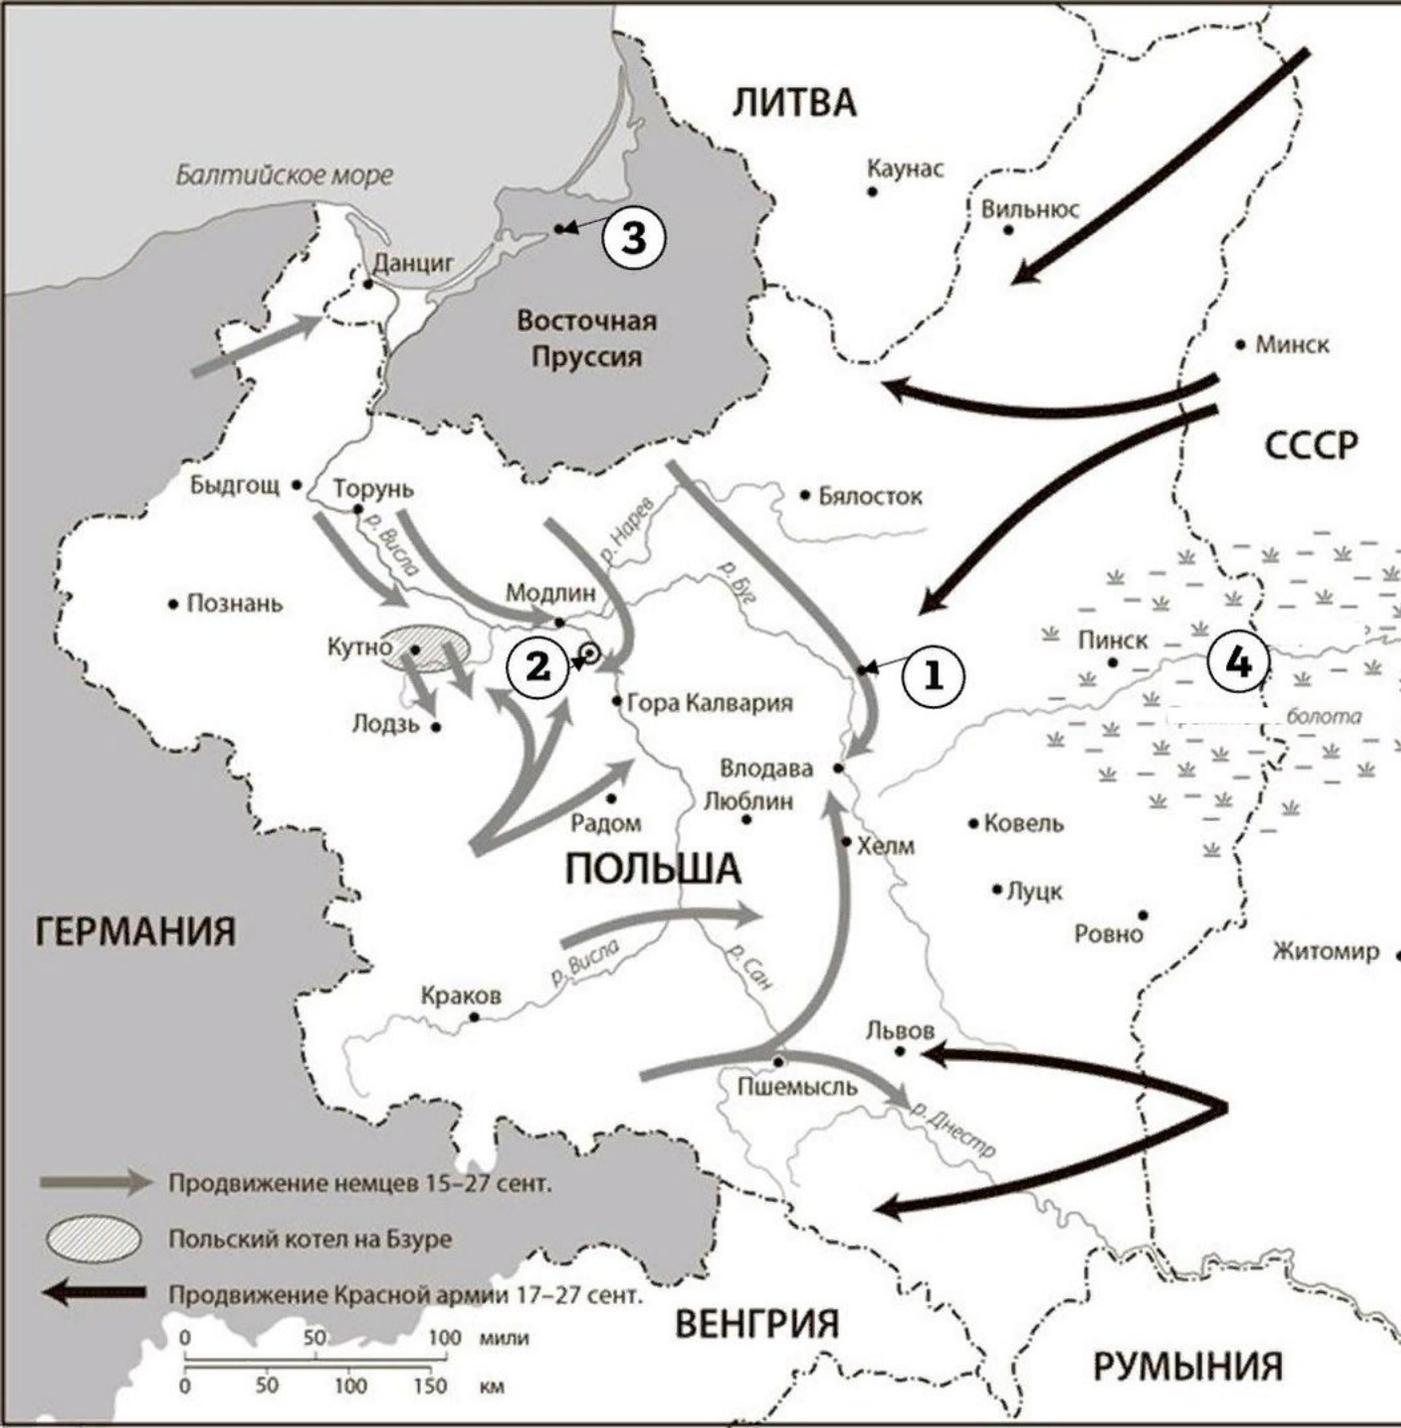 ЛИТВА
Каунас
Балтийское море
Вильнюс
3
Данциг
Восточная
Пруссия
Минск
СССР
Быдгощ
Торунь
Бялосток
р. Висла
р. Нарев
р. Буг
Модлин
Познань
Кутно
2
1
Пинск
4
болота
Гора Калвария
Лодзь
Влодава
Люблин
Радом
Ковель
Хелм
ПОЛЬША
Луцк
ГЕРМАНИЯ
Ровно
Житомир
р. Висла
р. Сан
Краков
Львов
Пшемысль
р. Днестр
Продвижение немцев 15–27 сент.
Польский котел на Бзуре
Продвижение Красной армии 17–27 сент.
ВЕНГРИЯ
РУМЫНИЯ
0 50 100 мили
0 50 100 150 км